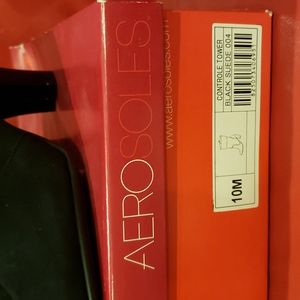 AEROSOLES
www.aerosoles.com
CONTROLE TOWER
BLACK SUEDE 004
10M